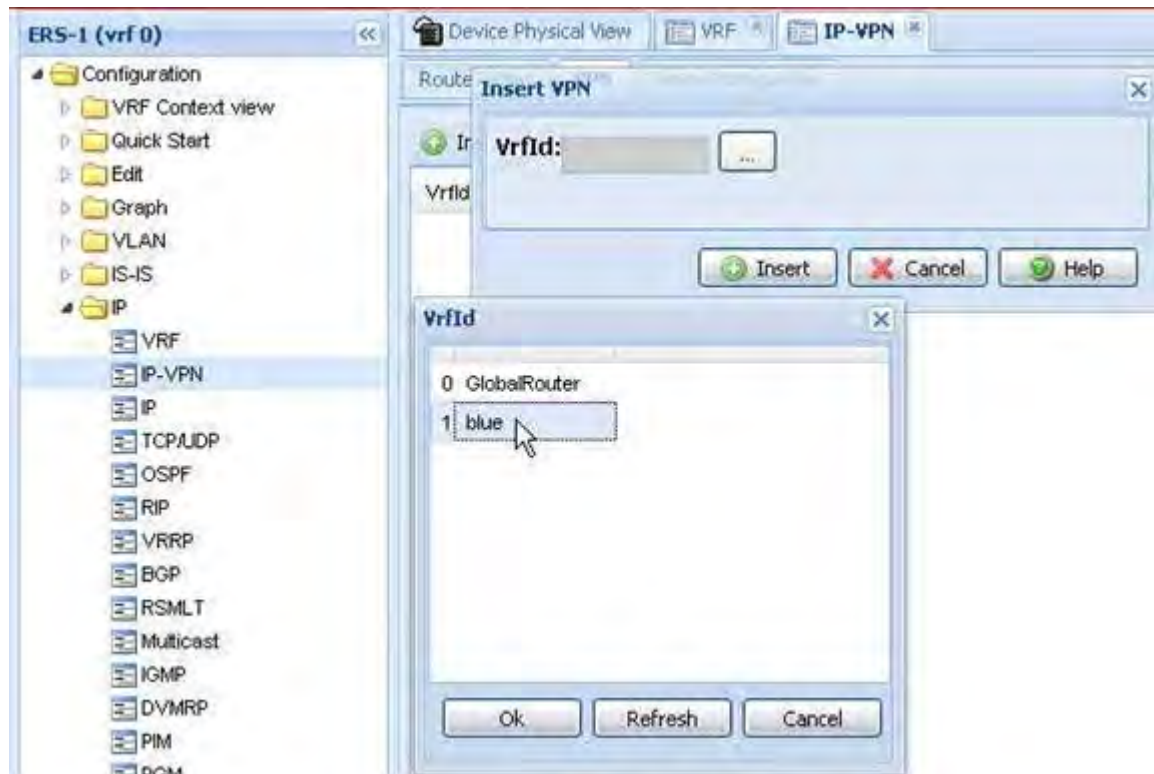 ERS-1 (vrf 0)
Configuration
VRF Context view
Quick Start
Edit
Graph
VLAN
IS-IS
IP
VRF
IP-VPN
IP
TCP/UDP
OSPF
RIP
VRRP
BGP
RSMLT
Multicast
IGMP
DVMRP
PIM
Device Physical View
VRF
IP-VPN
Route
Insert VPN
In
VrfId:
...
VrfId
Insert
Cancel
Help
VrfId
0 GlobalRouter
1 blue
Ok
Refresh
Cancel